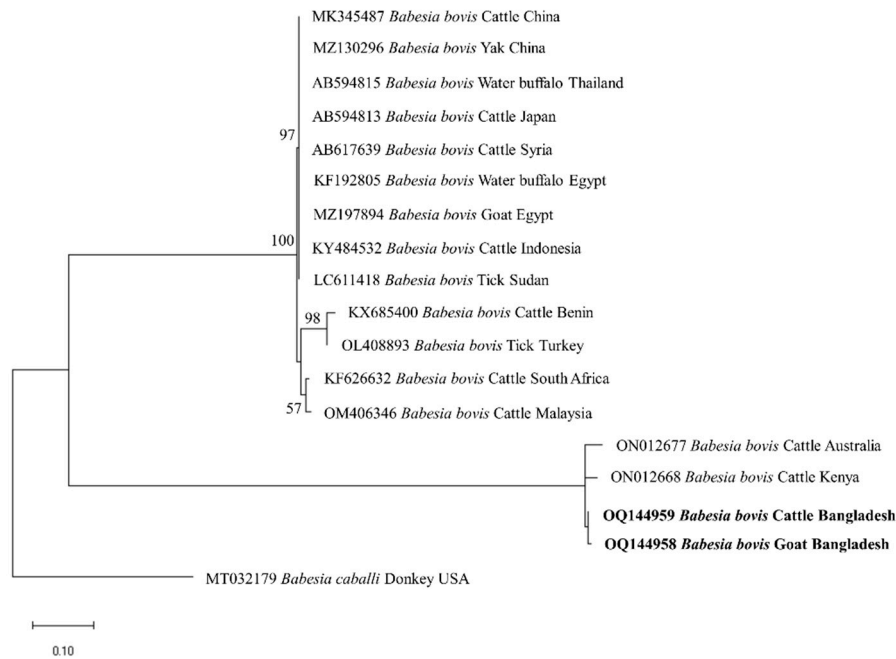 MK345487 Babesia bovis Cattle China
MZ130296 Babesia bovis Yak China
AB594815 Babesia bovis Water buffalo Thailand
AB594813 Babesia bovis Cattle Japan
97
AB617639 Babesia bovis Cattle Syria
KF192805 Babesia bovis Water buffalo Egypt
MZ197894 Babesia bovis Goat Egypt
100
KY484532 Babesia bovis Cattle Indonesia
LC611418 Babesia bovis Tick Sudan
KX685400 Babesia bovis Cattle Benin
98
OL408893 Babesia bovis Tick Turkey
KF626632 Babesia bovis Cattle South Africa
57
OM406346 Babesia bovis Cattle Malaysia
ON012677 Babesia bovis Cattle Australia
ON012668 Babesia bovis Cattle Kenya
OQ144959 Babesia bovis Cattle Bangladesh
OQ144958 Babesia bovis Goat Bangladesh
MT032179 Babesia caballi Donkey USA
0.10